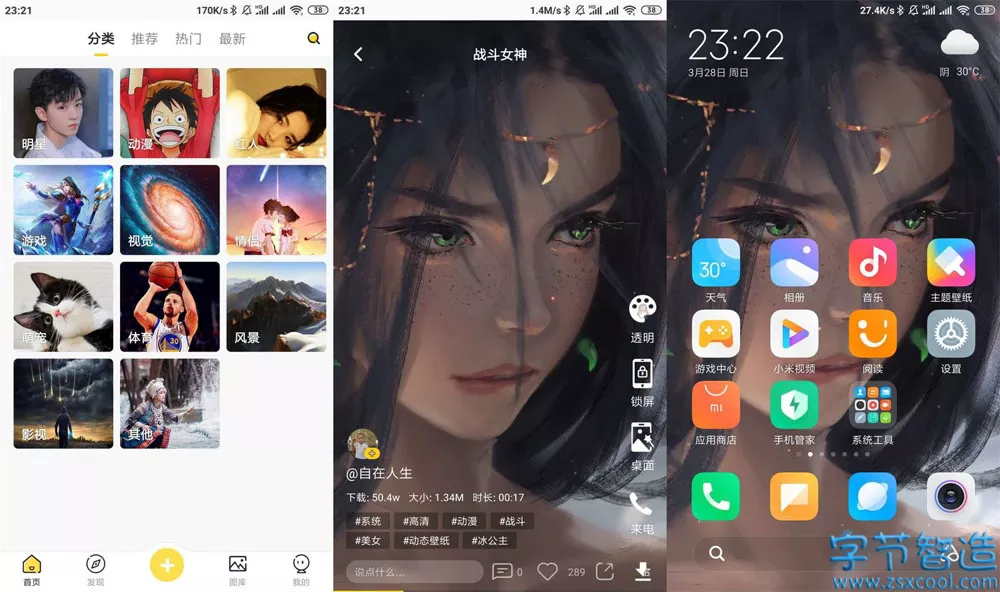 23:21
170K/s
HD
38
分类 推荐 热门 最新
明星
动漫
红人
游戏
视觉
情侣
萌宠
体育
风景
影视
其他
30
首页
发现
图库
我的
23:21
1.4M/s
HD
38
战斗女神
透明
锁屏
桌面
来电
@自在人生
下载: 50.4w 大小: 1.34M 时长: 00:17
#系统 #高清 #动漫 #战斗
#美女 #动态壁纸 #冰公主
说点什么...
0
289
27.4K/s
HD
38
23:22
3月28日 周日
阴 30°C
30°
天气
相册
音乐
主题壁纸
游戏中心
小米视频
阅读
设置
mi
应用商店
手机管家
系统工具
字节智造
www.zsxcool.com